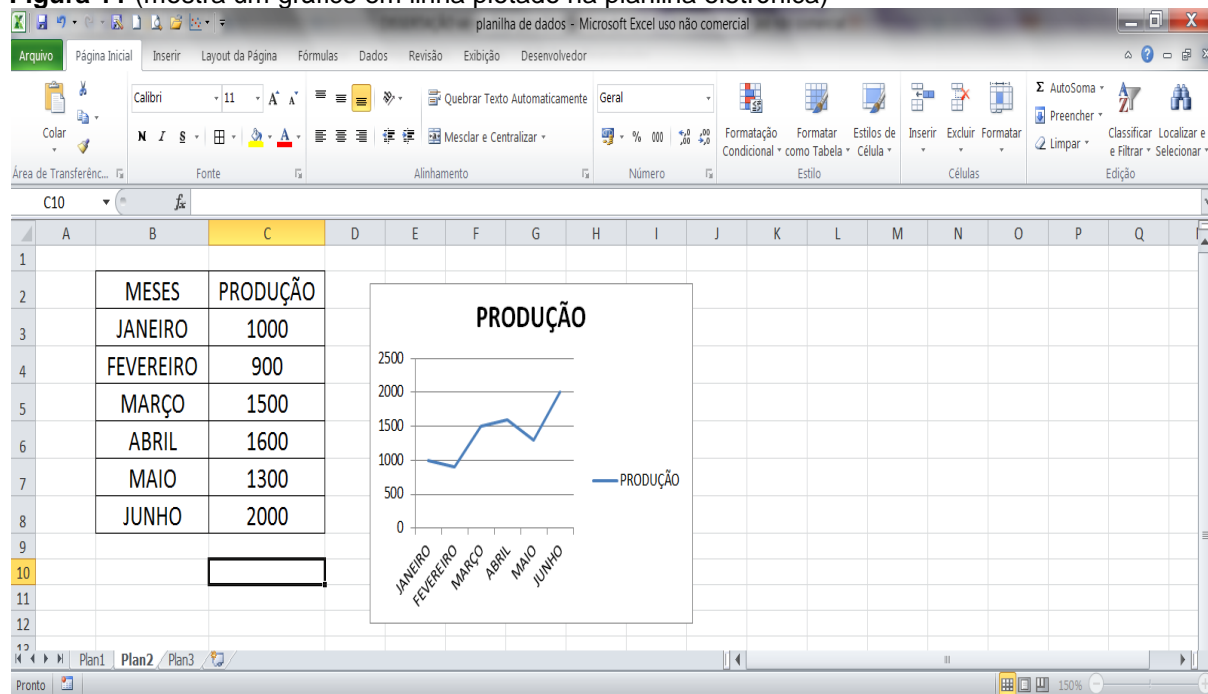 Figura 11 (mostra um gráfico em linha plotado na planilha eletrônica)
planilha de dados - Microsoft Excel uso não comercial
Arquivo Página Inicial Inserir Layout da Página Fórmulas Dados Revisão Exibição Desenvolvedor
Calibri 11 Quebrar Texto Automaticamente Geral Σ AutoSoma
Preencher
Colar N I S A Mesclar e Centralizar % 000 Formatação Formatar Estilos de Inserir Excluir Formatar Limpar Classificar Localizar e
Condicional como Tabela Célula e Filtrar Selecionar
Área de Transferênc... Fonte Alinhamento Número Estilo Células Edição
C10 fx
A B C D E F G H I J K L M N O P Q
1
2 MESES PRODUÇÃO
3 JANEIRO 1000
4 FEVEREIRO 900
5 MARÇO 1500
6 ABRIL 1600
7 MAIO 1300
8 JUNHO 2000
9
10
11
12
PRODUÇÃO
2500
2000
1500
1000
500
0
JANEIRO FEVEREIRO MARÇO ABRIL MAIO JUNHO
PRODUÇÃO
Plan1 Plan2 Plan3
Pronto 150%